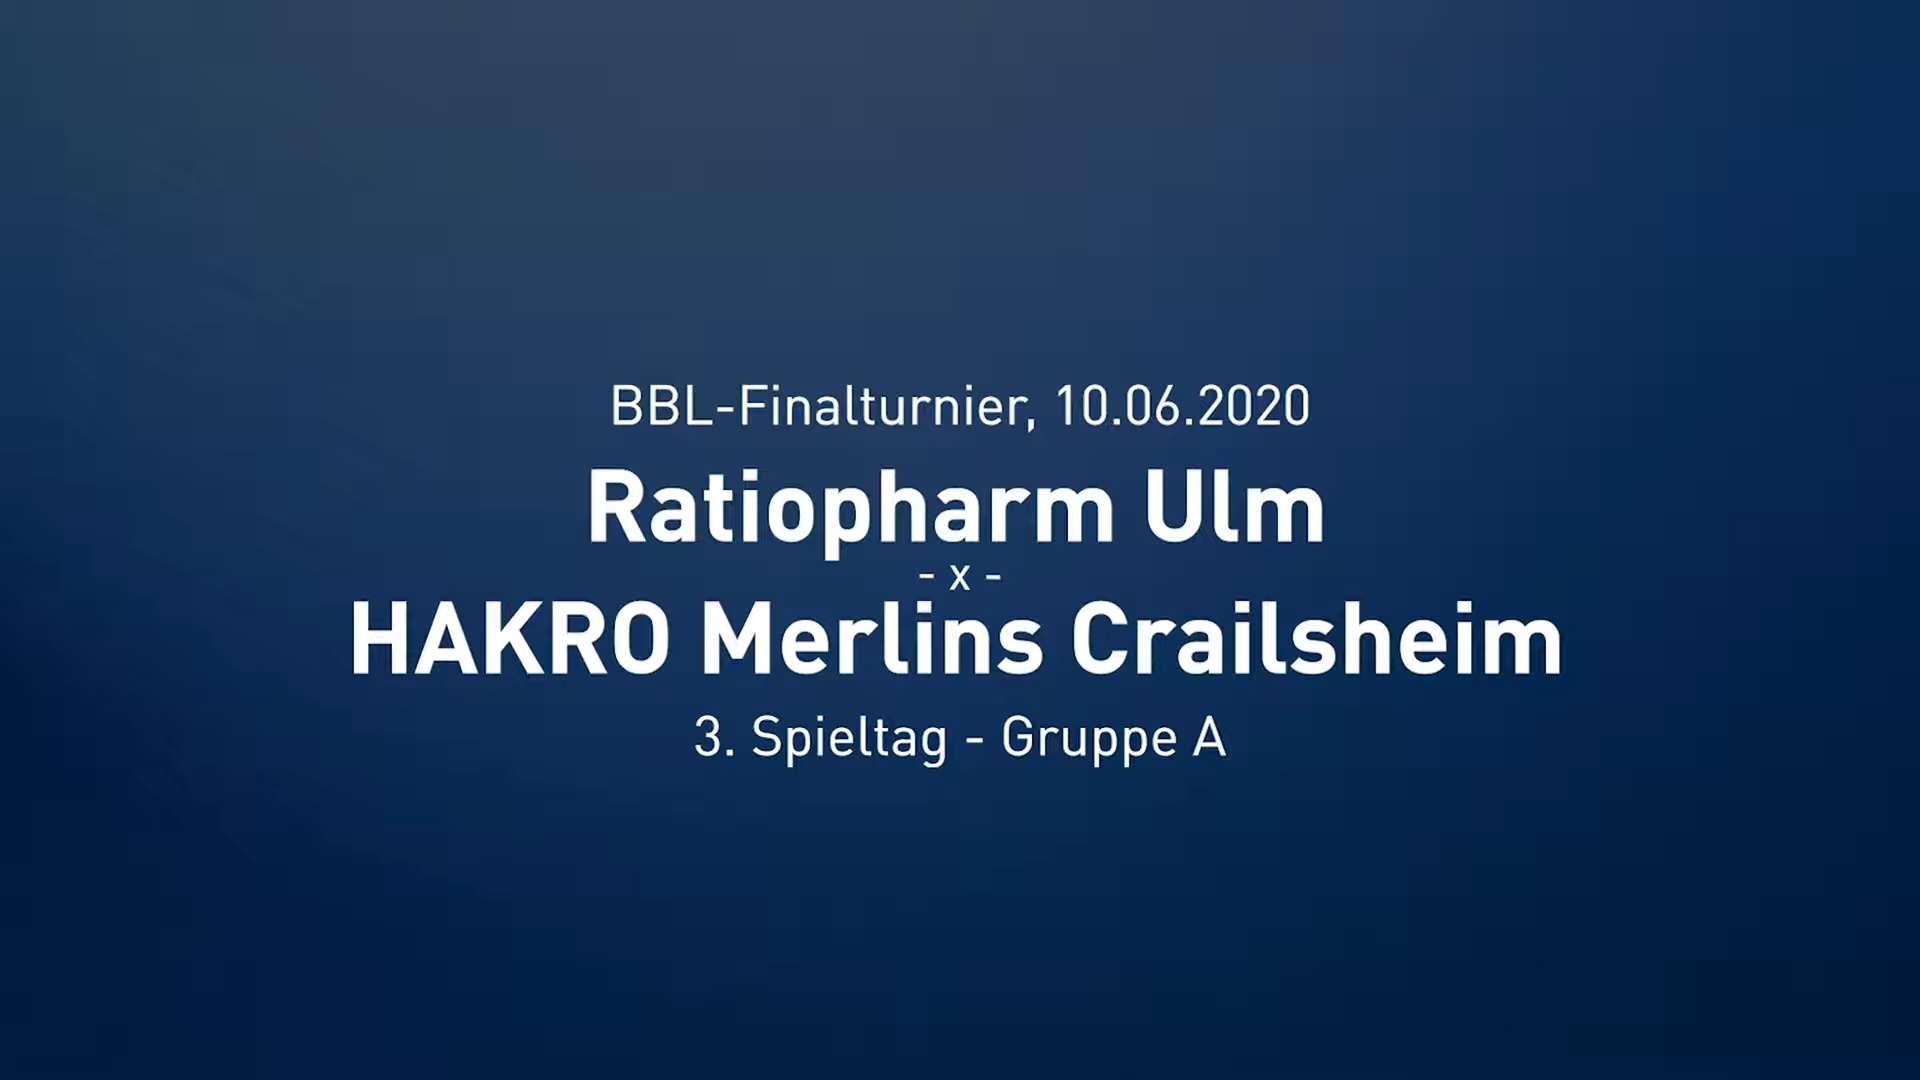 BBL-Finalturnier, 10.06.2020
Ratiopharm Ulm
- x -
HAKRO Merlins Crailsheim
3. Spieltag - Gruppe A